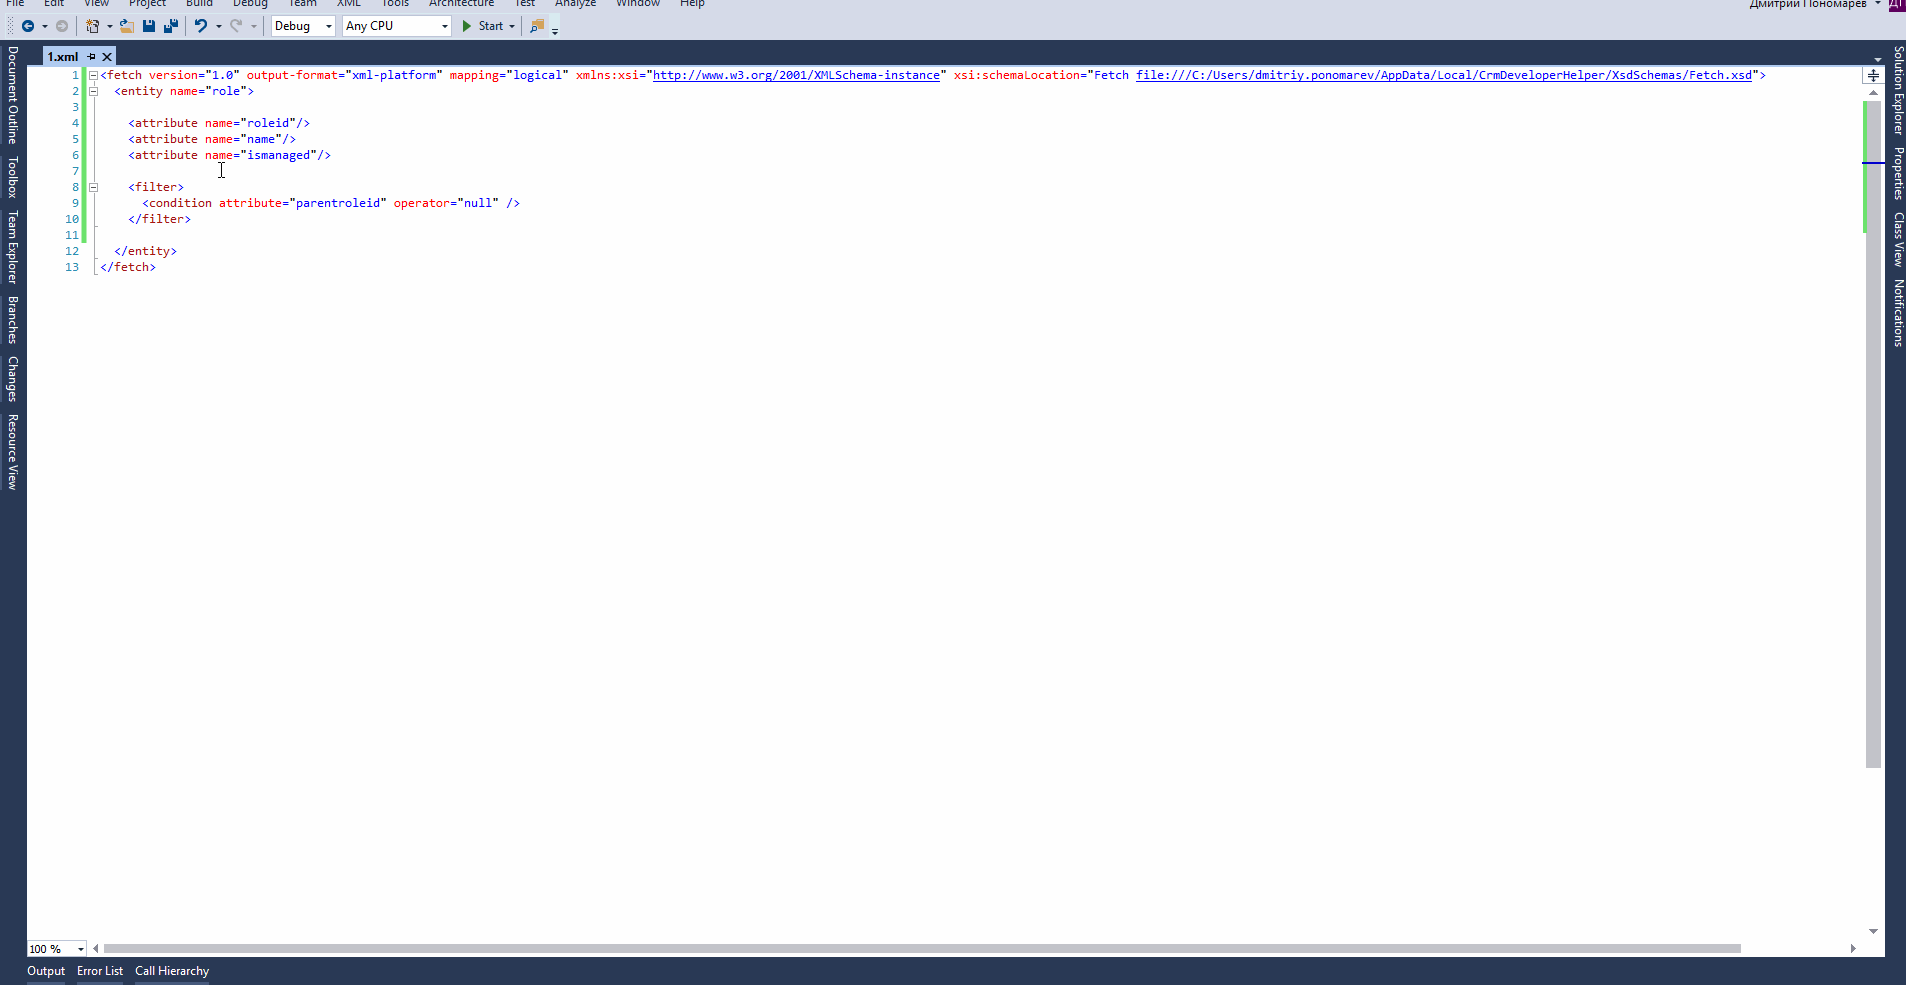 File Edit View Project Build Debug Team XML Tools Architecture Test Analyze Window Help Дмитрий Пономарев ДП
Debug Any CPU Start
1.xml
1 <fetch version="1.0" output-format="xml-platform" mapping="logical" xmlns:xsi="http://www.w3.org/2001/XMLSchema-instance" xsi:schemaLocation="Fetch file:///C:/Users/dmitriy.ponomarev/AppData/Local/CrmDeveloperHelper/XsdSchemas/Fetch.xsd">
2 <entity name="role">
3
4 <attribute name="roleid"/>
5 <attribute name="name"/>
6 <attribute name="ismanaged"/>
7
8 <filter>
9 <condition attribute="parentroleid" operator="null" />
10 </filter>
11
12 </entity>
13 </fetch>
Document Outline
Toolbox
Team Explorer
Branches
Changes
Resource View
Solution Explorer
Properties
Class View
Notifications
100 %
Output Error List Call Hierarchy